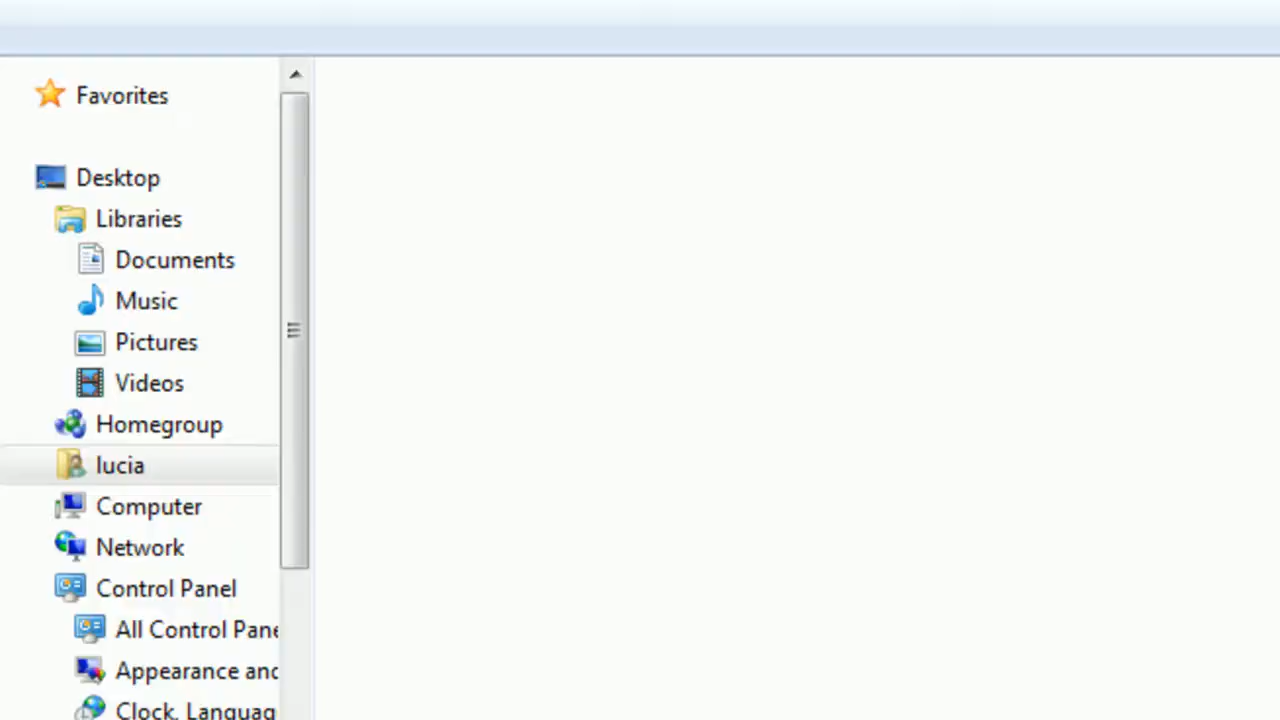 Favorites
Desktop
Libraries
Documents
Music
Pictures
Videos
Homegroup
lucia
Computer
Network
Control Panel
All Control Pane
Appearance and
Clock, Languag